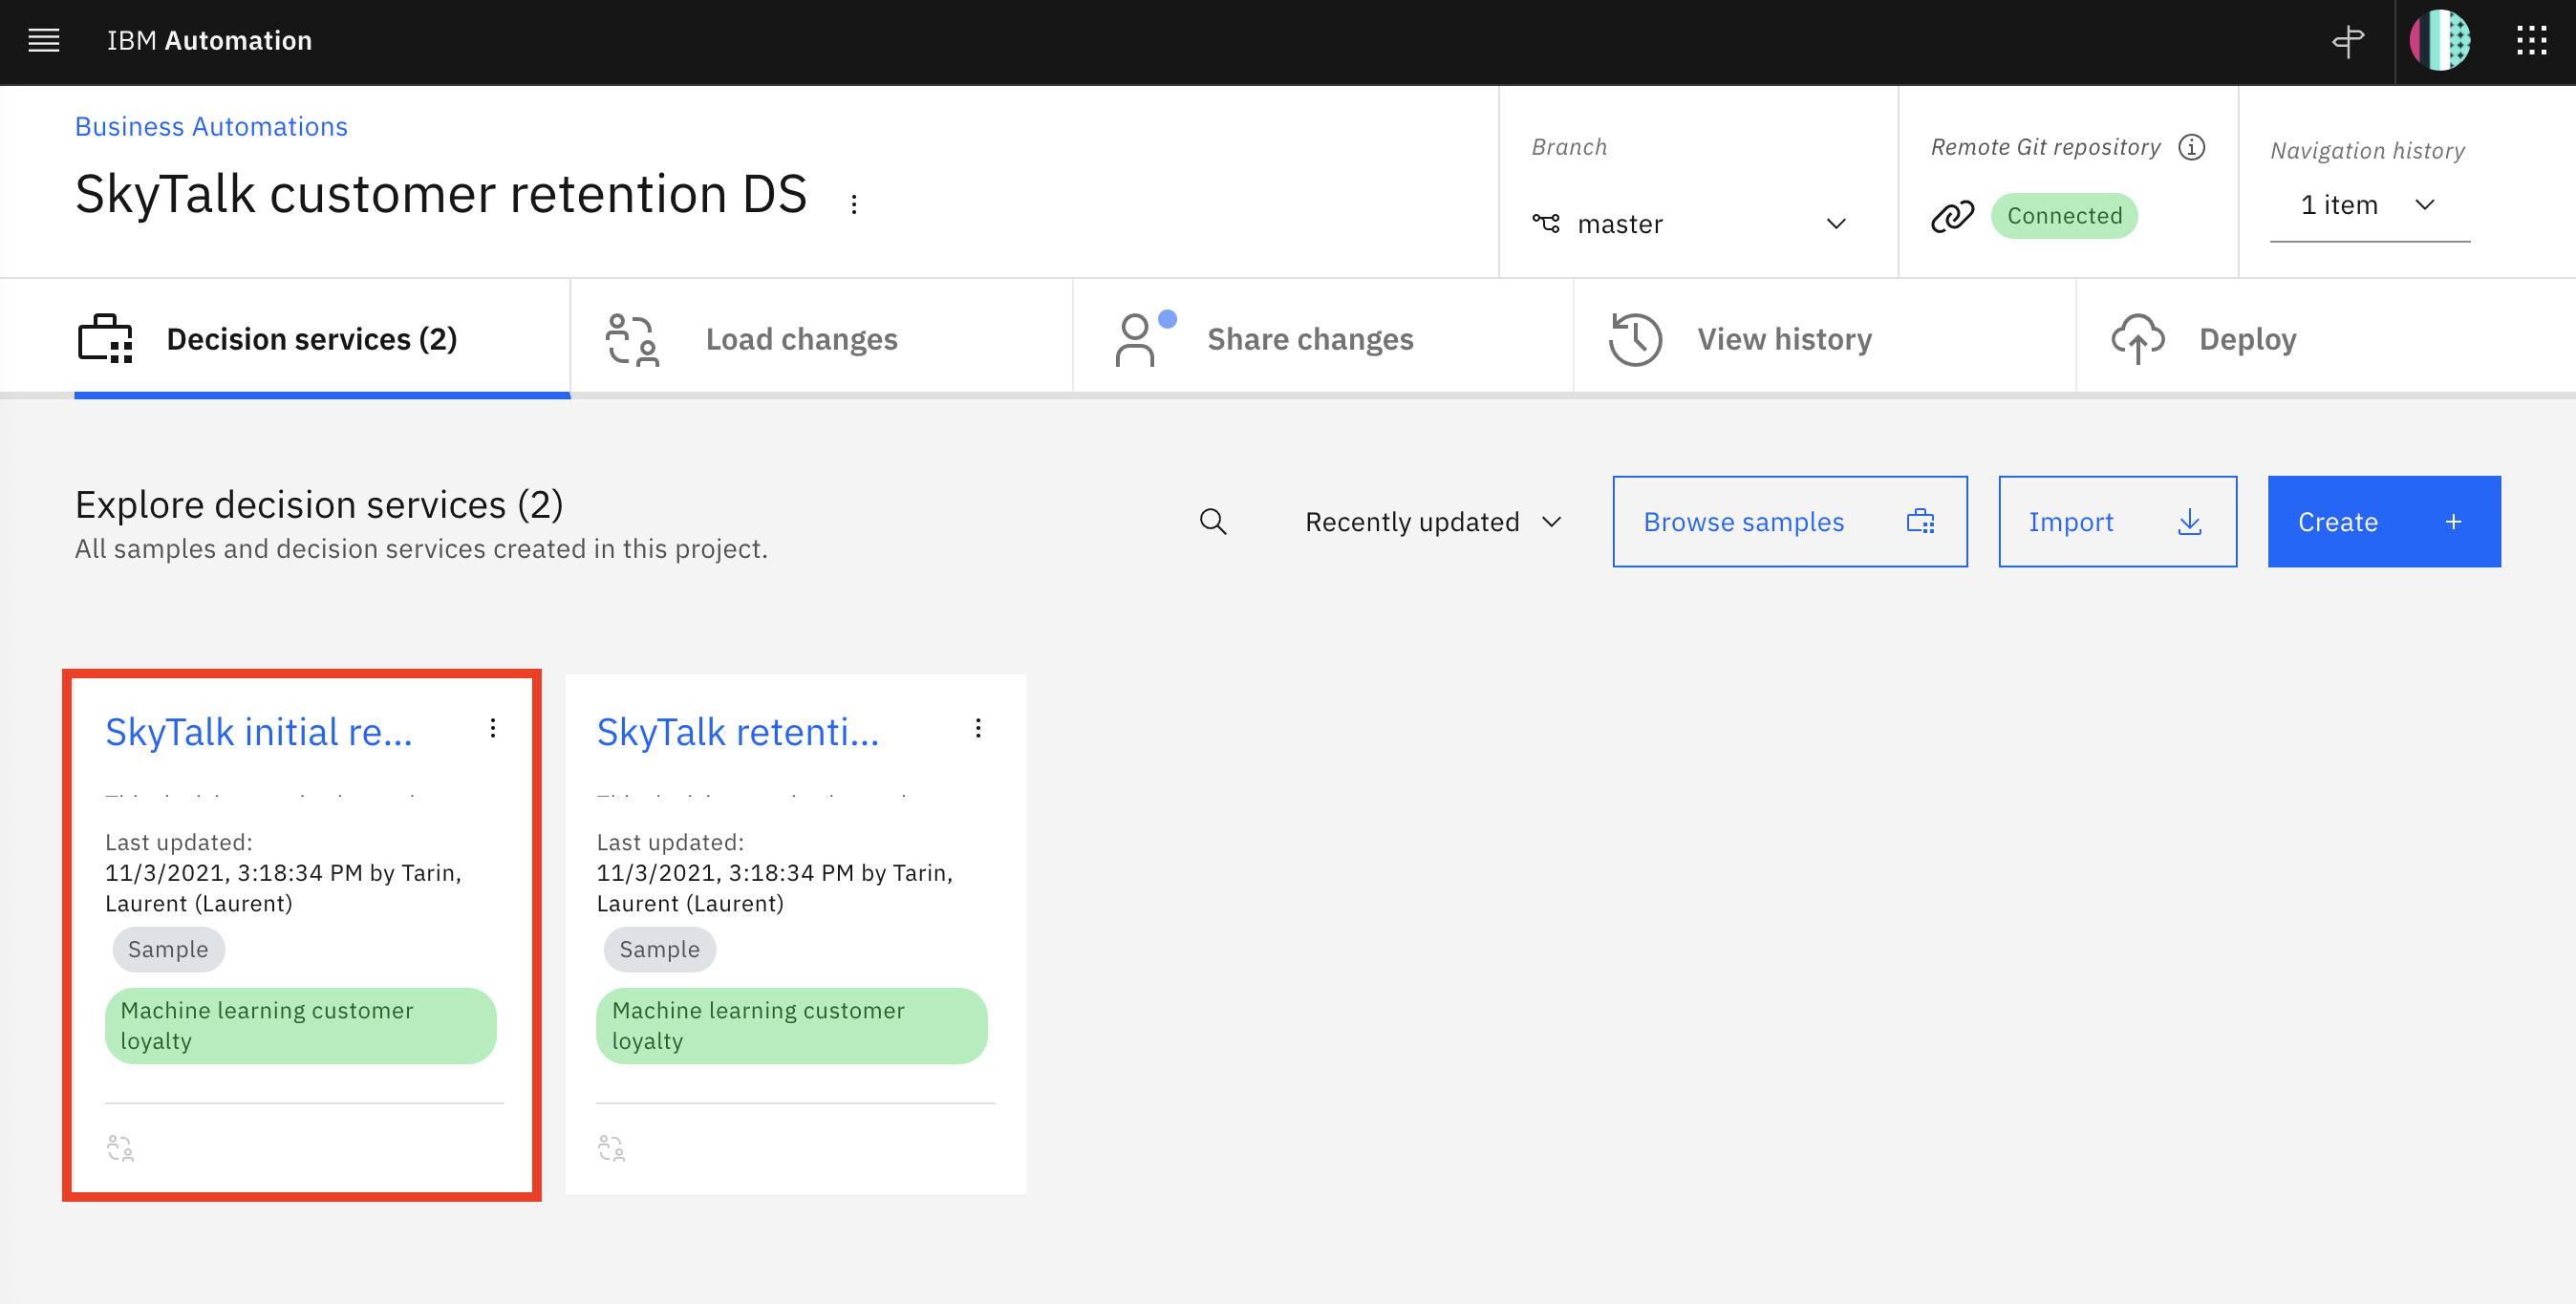 IBM Automation
Business Automations
SkyTalk customer retention DS
Branch
master
Remote Git repository
Connected
Navigation history
1 item
Decision services (2)
Load changes
Share changes
View history
Deploy
Explore decision services (2)
All samples and decision services created in this project.
Recently updated
Browse samples
Import
Create +
SkyTalk initial re...
Last updated:
11/3/2021, 3:18:34 PM by Tarin,
Laurent (Laurent)
Sample
Machine learning customer
loyalty
SkyTalk retenti...
Last updated:
11/3/2021, 3:18:34 PM by Tarin,
Laurent (Laurent)
Sample
Machine learning customer
loyalty